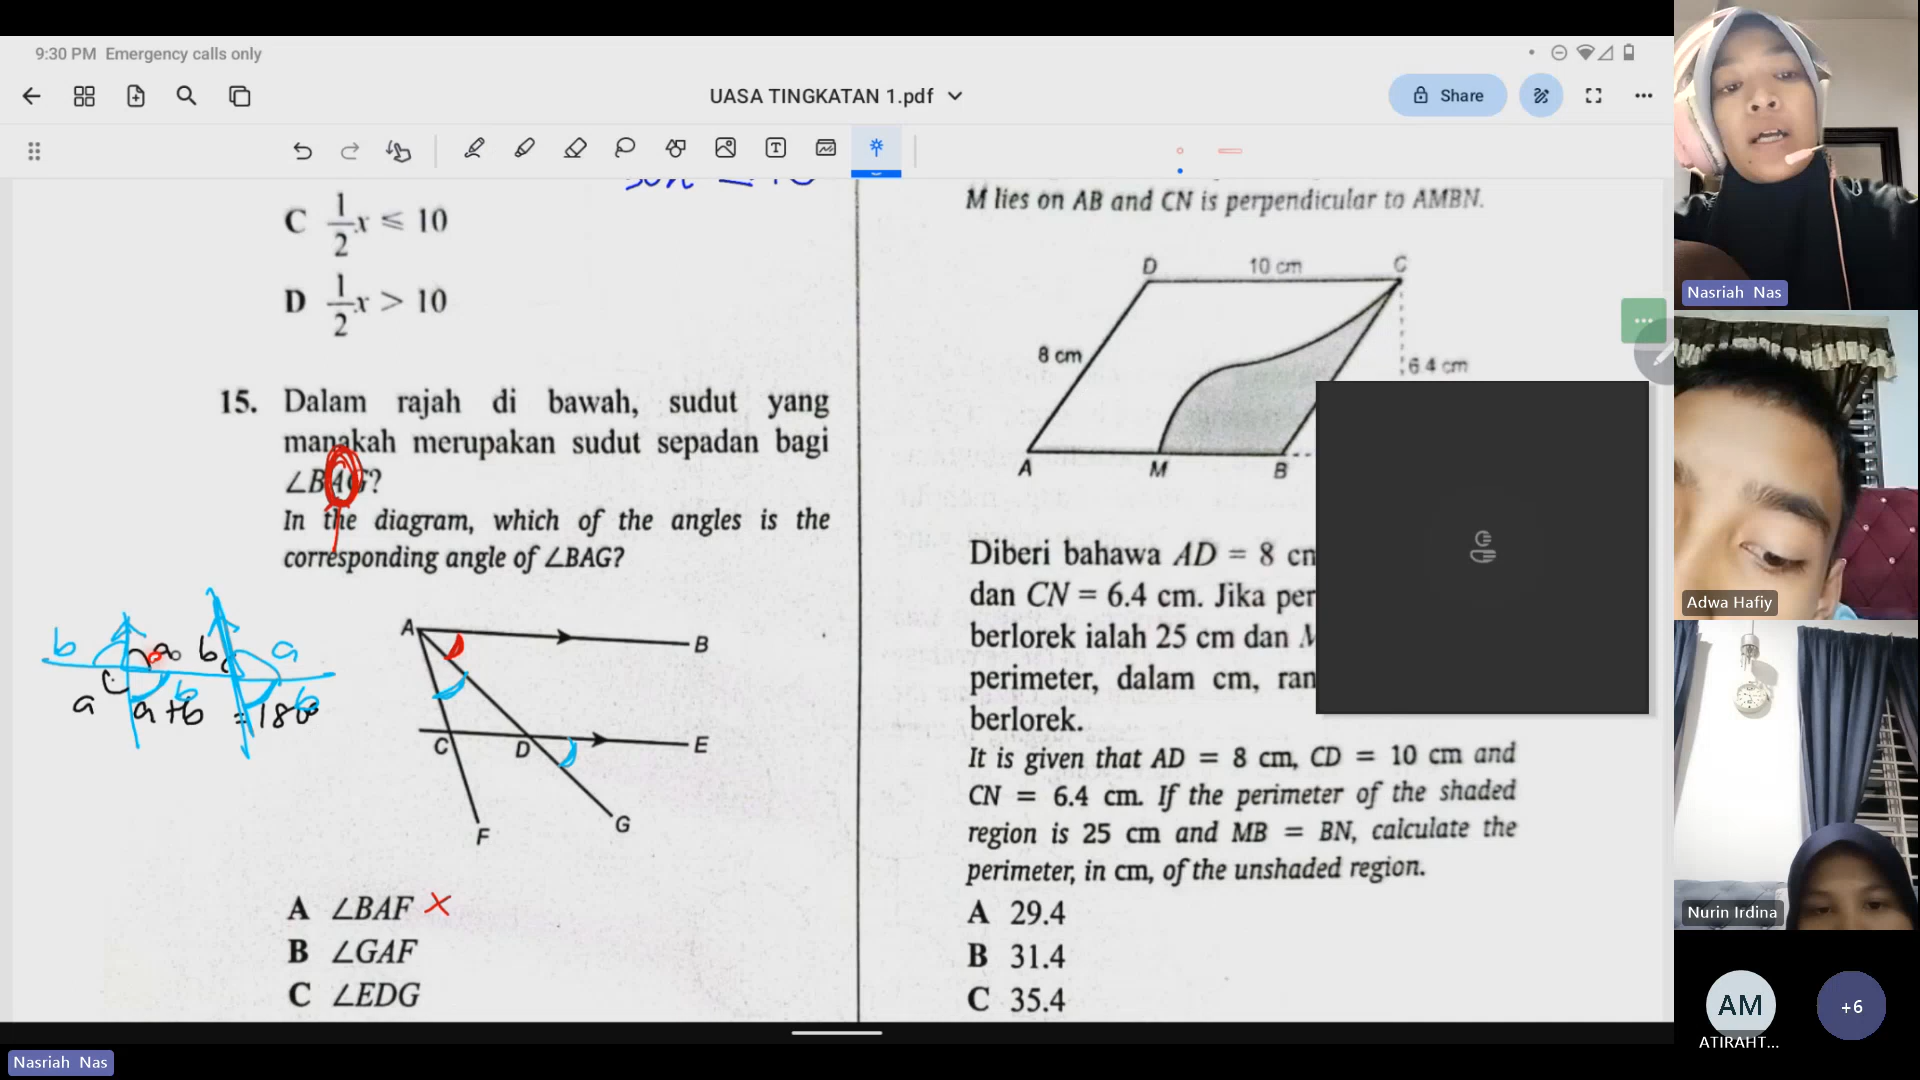 9:30 PM Emergency calls only
UASA TINGKATAN 1.pdf
Share
C 1/2 x ⩽ 10
D 1/2 x > 10
15. Dalam rajah di bawah, sudut yang
manakah merupakan sudut sepadan bagi
∠BAG?
In the diagram, which of the angles is the
corresponding angle of ∠BAG?
b a b a
a b b
a+b = 180
A
B
C
D
E
F
G
A ∠BAF ×
B ∠GAF
C ∠EDG
M lies on AB and CN is perpendicular to AMBN.
D 10 cm C
8 cm
6.4 cm
A M B
Diberi bahawa AD = 8 cm
dan CN = 6.4 cm. Jika
berlorek ialah 25 cm dan
perimeter, dalam cm,
berlorek.
It is given that AD = 8 cm, CD = 10 cm and
CN = 6.4 cm. If the perimeter of the shaded
region is 25 cm and MB = BN, calculate the
perimeter, in cm, of the unshaded region.
A 29.4
B 31.4
C 35.4
Nasriah Nas
Adwa Hafiy
Nurin Irdina
AM
ATIRAHT...
+6
Nasriah Nas